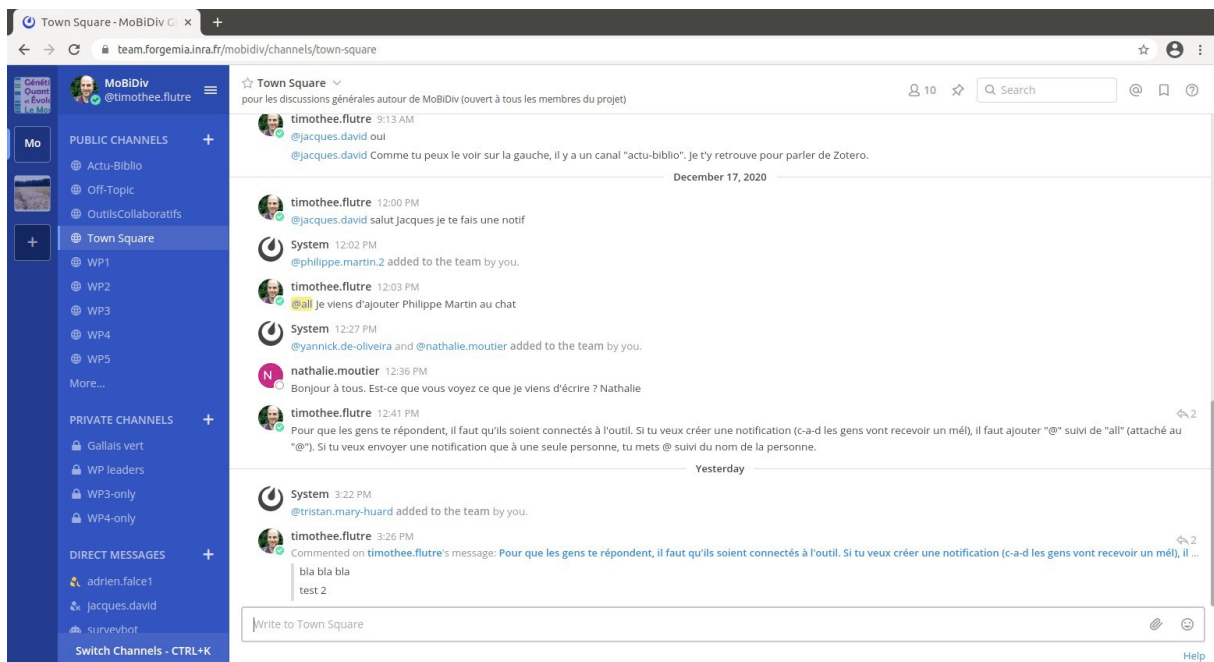 Town Square - MoBiDiv G
team.forgemia.inra.fr/mobidiv/channels/town-square
Généti
Quant
et Évol
Le Mo
Mo
MoBiDiv
@timothee.flutre
PUBLIC CHANNELS
Actu-Biblio
Off-Topic
OutilsCollaboratifs
Town Square
WP1
WP2
WP3
WP4
WP5
More...
PRIVATE CHANNELS
Gallais vert
WP leaders
WP3-only
WP4-only
DIRECT MESSAGES
adrien.falce1
jacques.david
surveybot
Switch Channels - CTRL+K
Town Square
pour les discussions générales autour de MoBiDiv (ouvert à tous les membres du projet)
10
Search
timothee.flutre 9:13 AM
@jacques.david oui
@jacques.david Comme tu peux le voir sur la gauche, il y a un canal "actu-biblio". Je t'y retrouve pour parler de Zotero.
December 17, 2020
timothee.flutre 12:00 PM
@jacques.david salut Jacques je te fais une notif
System 12:02 PM
@philippe.martin.2 added to the team by you.
timothee.flutre 12:03 PM
@all Je viens d'ajouter Philippe Martin au chat
System 12:27 PM
@yannick.de-oliveira and @nathalie.moutier added to the team by you.
N
nathalie.moutier 12:36 PM
Bonjour à tous. Est-ce que vous voyez ce que je viens d'écrire ? Nathalie
timothee.flutre 12:41 PM
2
Pour que les gens te répondent, il faut qu'ils soient connectés à l'outil. Si tu veux créer une notification (c-a-d les gens vont recevoir un mél), il faut ajouter "@" suivi de "all" (attaché au
"@"). Si tu veux envoyer une notification que à une seule personne, tu mets @ suivi du nom de la personne.
Yesterday
System 3:22 PM
@tristan.mary-huard added to the team by you.
timothee.flutre 3:26 PM
2
Commented on timothee.flutre's message: Pour que les gens te répondent, il faut qu'ils soient connectés à l'outil. Si tu veux créer une notification (c-a-d les gens vont recevoir un mél), il ...
bla bla bla
test 2
Write to Town Square
Help